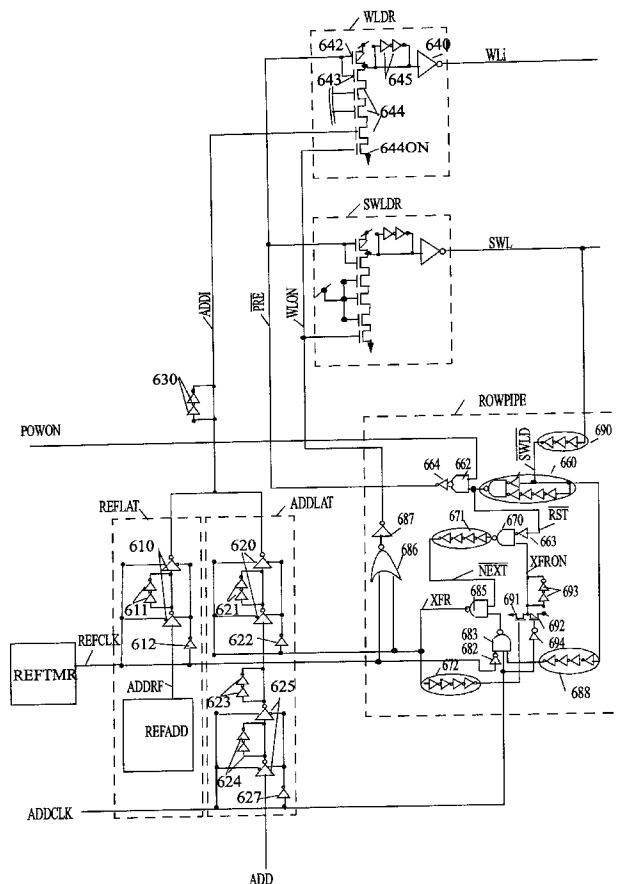 WLDR
642
640
WLi
643
645
644
644ON
SWLDR
SWL
ADDI
PRE
WLON
630
ROWPIPE
POWON
SWLD
690
664
662
660
REFLAT
ADDLAT
687
671
670
RST
663
610
620
686
XFRON
NEXT
685
691
693
611
621
XFR
692
REFCLK
612
622
683
682
694
REFTMR
672
688
ADDRF
623
625
REFADD
624
627
ADDCLK
ADD